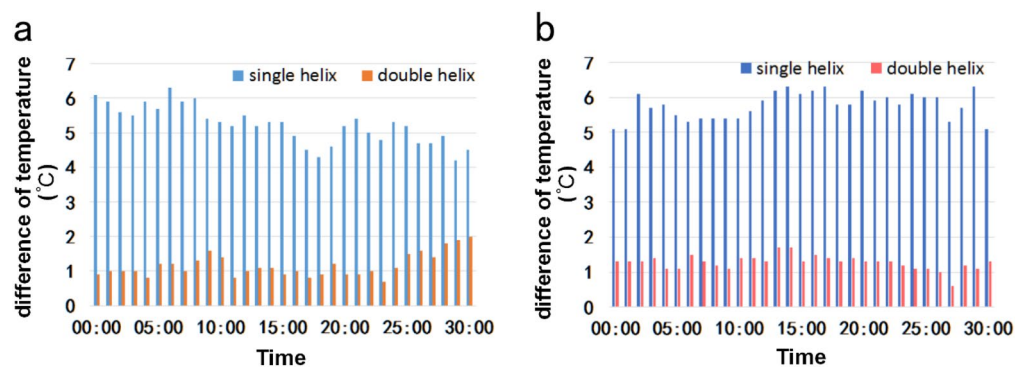 a
difference of temperature
(℃)
7
6
5
4
3
2
1
0
single helix
double helix
00:00 05:00 10:00 15:00 20:00 25:00 30:00
Time
b
difference of temperature
(℃)
7
6
5
4
3
2
1
0
single helix
double helix
00:00 05:00 10:00 15:00 20:00 25:00 30:00
Time